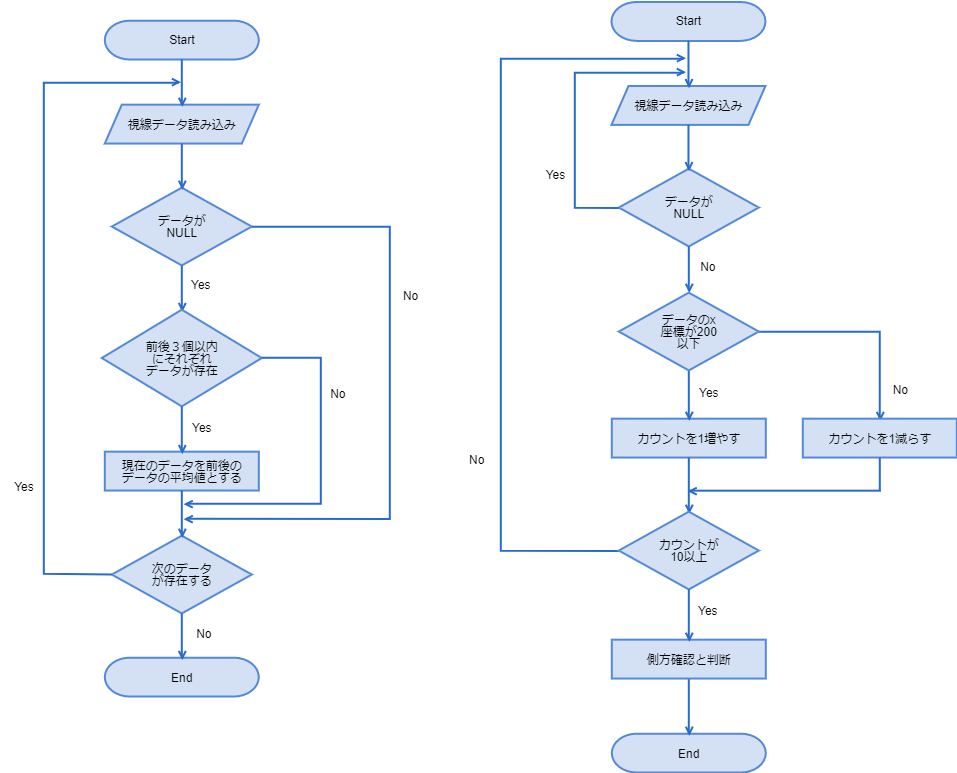 Start
視線データ読み込み
データが
NULL
Yes
No
前後３個以内
にそれぞれ
データが存在
No
Yes
現在のデータを前後の
データの平均値とする
Yes
次のデータ
が存在する
No
End
Start
視線データ読み込み
Yes
データが
NULL
No
データのx
座標が200
以下
Yes
No
カウントを1増やす
カウントを1減らす
No
カウントが
10以上
Yes
側方確認と判断
End